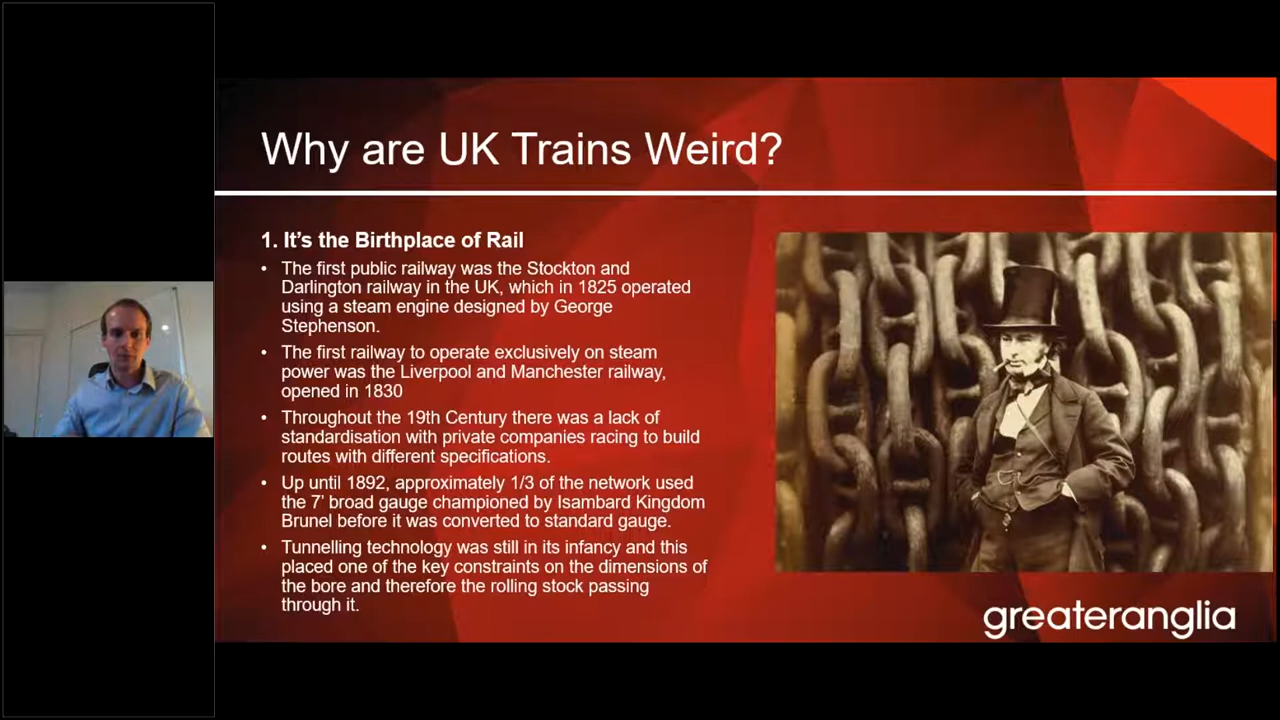 Why are UK Trains Weird?
1. It's the Birthplace of Rail
• The first public railway was the Stockton and
Darlington railway in the UK, which in 1825 operated
using a steam engine designed by George
Stephenson.
• The first railway to operate exclusively on steam
power was the Liverpool and Manchester railway,
opened in 1830
• Throughout the 19th Century there was a lack of
standardisation with private companies racing to build
routes with different specifications.
• Up until 1892, approximately 1/3 of the network used
the 7' broad gauge championed by Isambard Kingdom
Brunel before it was converted to standard gauge.
• Tunnelling technology was still in its infancy and this
placed one of the key constraints on the dimensions of
the bore and therefore the rolling stock passing
through it.
greateranglia